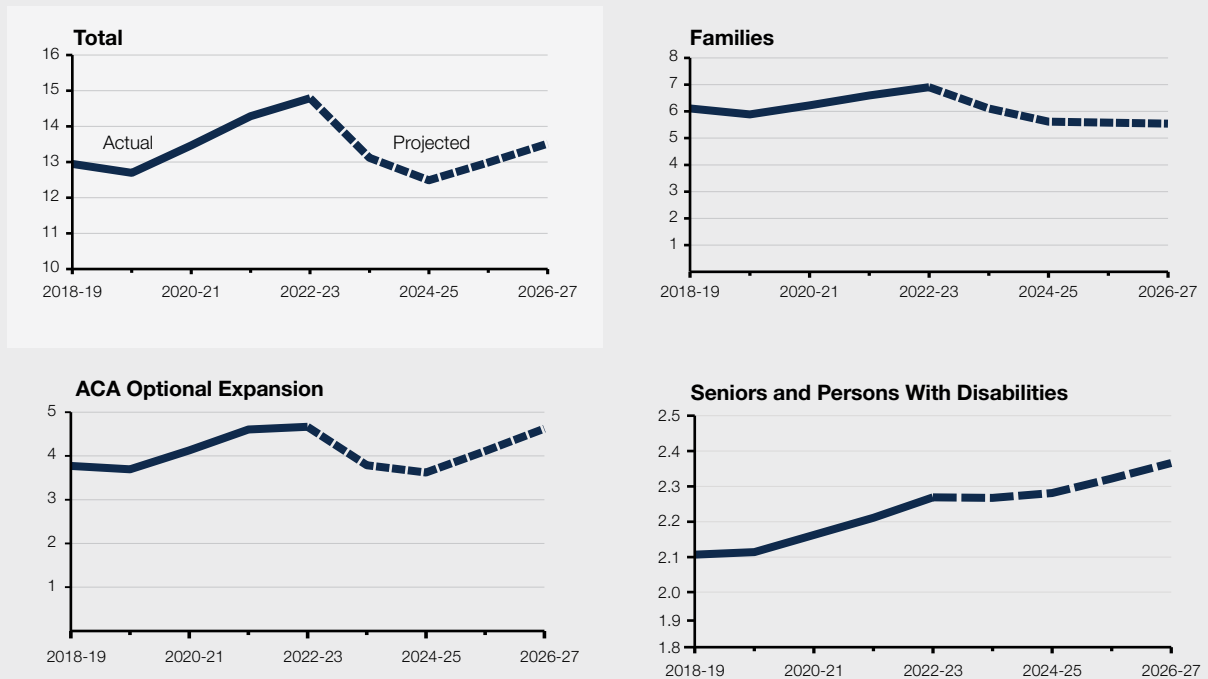 Total
16
15
14
13
12
11
10
Actual
Projected
2018-19 2020-21 2022-23 2024-25 2026-27
Families
8
7
6
5
4
3
2
1
2018-19 2020-21 2022-23 2024-25 2026-27
ACA Optional Expansion
5
4
3
2
1
2018-19 2020-21 2022-23 2024-25 2026-27
Seniors and Persons With Disabilities
2.5
2.4
2.3
2.2
2.1
2.0
1.9
1.8
2018-19 2020-21 2022-23 2024-25 2026-27